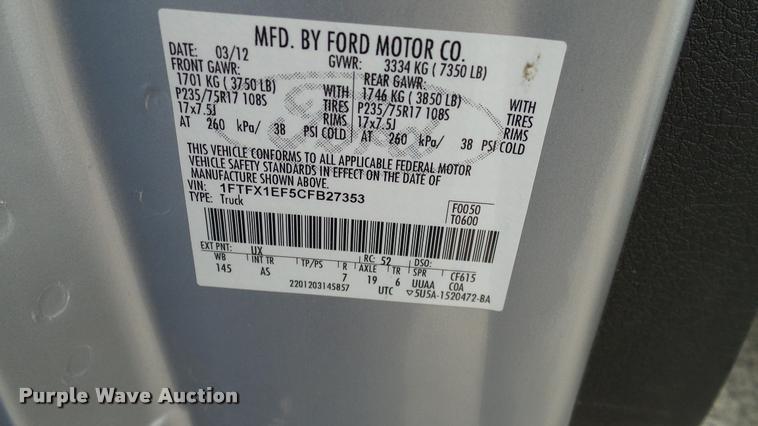 MFD. BY FORD MOTOR CO.
DATE: 03/12 GVWR: 3334 KG ( 7350 LB)
FRONT GAWR: REAR GAWR:
1701 KG ( 3750 LB) WITH 1746 KG ( 3850 LB) WITH
P235/75R17 108S TIRES P235/75R17 108S TIRES
17x7.5J RIMS 17x7.5J RIMS
AT 260 kPa/ 38 PSI COLD AT 260 kPa/ 38 PSI COLD
Ford
THIS VEHICLE CONFORMS TO ALL APPLICABLE FEDERAL MOTOR
VEHICLE SAFETY STANDARDS IN EFFECT ON THE DATE OF
MANUFACTURE SHOWN ABOVE.
VIN: 1FTFX1EF5CFB27353 F0050
TYPE: Truck T0600
EXT PNT: UX RC: 52 DSO:
WB INT TR TP/PS R AXLE TR SPR CF615
145 AS 7 19 6 UUAA COA
2201203145857 UTC ▽5U5A-1520472-BA
Purple Wave Auction